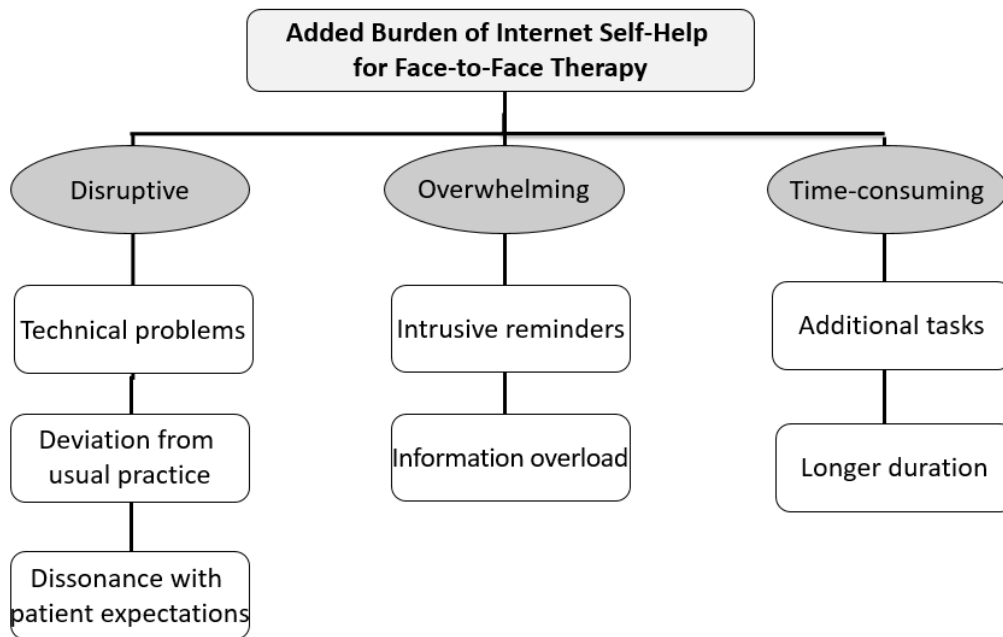 Added Burden of Internet Self-Help
for Face-to-Face Therapy
Disruptive
Overwhelming
Time-consuming
Technical problems
Intrusive reminders
Additional tasks
Deviation from
usual practice
Information overload
Longer duration
Dissonance with
patient expectations